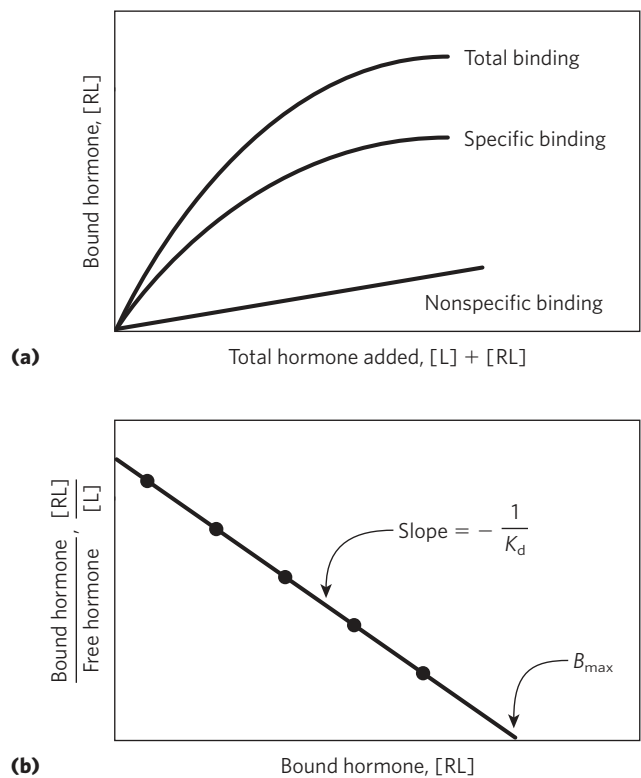 Total binding
Specific binding
Nonspecific binding
Bound hormone, [RL]
(a)
Total hormone added, [L] + [RL]
Bound hormone / Free hormone , [RL] / [L]
Slope = − 1 / Kd
Bmax
(b)
Bound hormone, [RL]